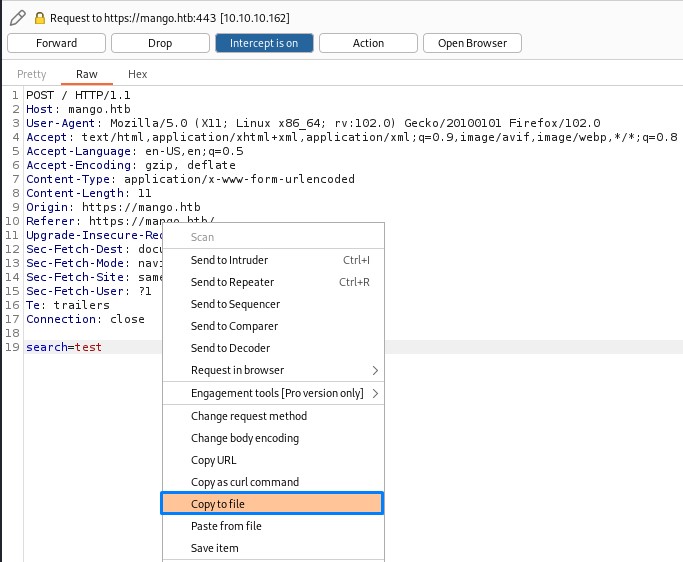 Request to https://mango.htb:443 [10.10.10.162]
Forward Drop Intercept is on Action Open Browser
Pretty Raw Hex
1 POST / HTTP/1.1
2 Host: mango.htb
3 User-Agent: Mozilla/5.0 (X11; Linux x86_64; rv:102.0) Gecko/20100101 Firefox/102.0
4 Accept: text/html,application/xhtml+xml,application/xml;q=0.9,image/avif,image/webp,*/*;q=0.8
5 Accept-Language: en-US,en;q=0.5
6 Accept-Encoding: gzip, deflate
7 Content-Type: application/x-www-form-urlencoded
8 Content-Length: 11
9 Origin: https://mango.htb
10 Referer: https://mango.htb/
11 Upgrade-Insecure-Req
12 Sec-Fetch-Dest: docu
13 Sec-Fetch-Mode: navi
14 Sec-Fetch-Site: same
15 Sec-Fetch-User: ?1
16 Te: trailers
17 Connection: close
18
19 search=test
Scan
Send to Intruder Ctrl+I
Send to Repeater Ctrl+R
Send to Sequencer
Send to Comparer
Send to Decoder
Request in browser
Engagement tools [Pro version only]
Change request method
Change body encoding
Copy URL
Copy as curl command
Copy to file
Paste from file
Save item